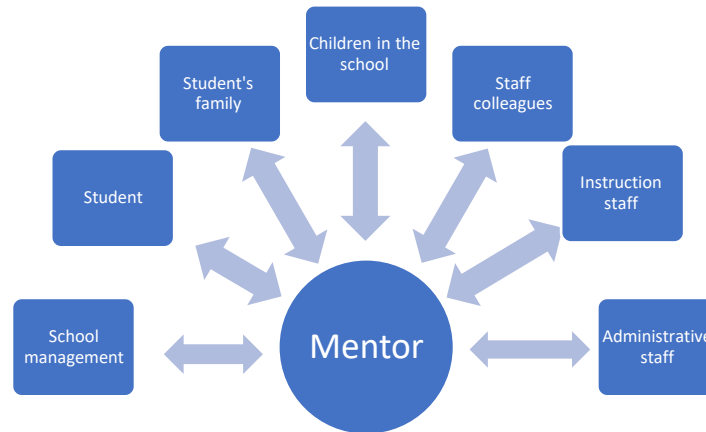 Children in the
school
Student's
family
Staff
colleagues
Student
Instruction
staff
School
management
Mentor
Administrative
staff